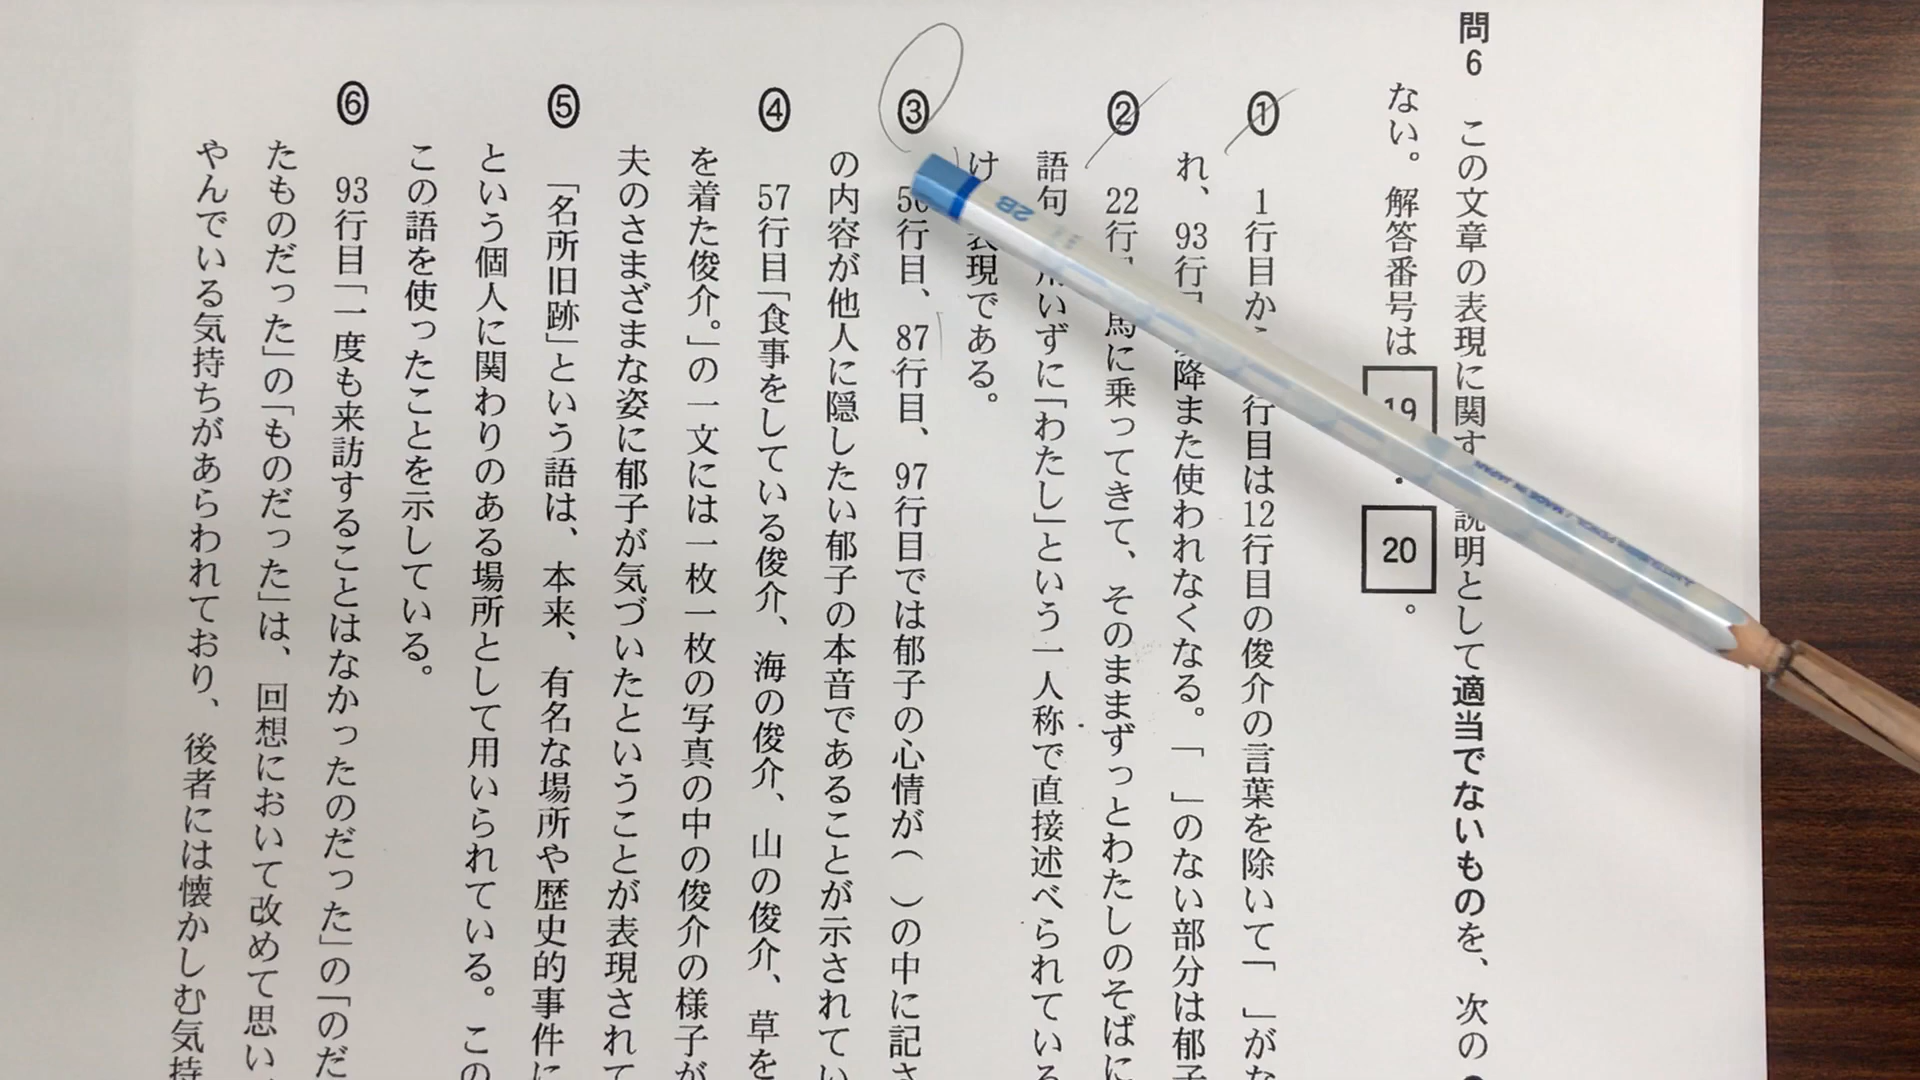 問6 この文章の表現に関す 説明として適当でないものを、次の
ない。解答番号は 19 ・ 20 。
① 1行目から 行目は12行目の俊介の言葉を除いて「 」がな
れ、93行 降また使われなくなる。「 」のない部分は郁子
② 22行 馬に乗ってきて、そのままずっとわたしのそばに
語句 いずに「わたし」という一人称で直接述べられている
け 表現である。
③ 行目、87行目、97行目では郁子の心情が( )の中に記さ
の内容が他人に隠したい郁子の本音であることが示されてい
④ 57行目「食事をしている俊介、海の俊介、山の俊介、草を
を着た俊介。」の一文には一枚一枚の写真の中の俊介の様子が
夫のさまざまな姿に郁子が気づいたということが表現されて
⑤ 「名所旧跡」という語は、本来、有名な場所や歴史的事件に
という個人に関わりのある場所として用いられている。この
この語を使ったことを示している。
⑥ 93行目「一度も来訪することはなかったのだった」の「のだ
たものだった」の「ものだった」は、回想において改めて思い
やんでいる気持ちがあらわれており、後者には懐かしむ気持
2B
MADE IN JAPAN